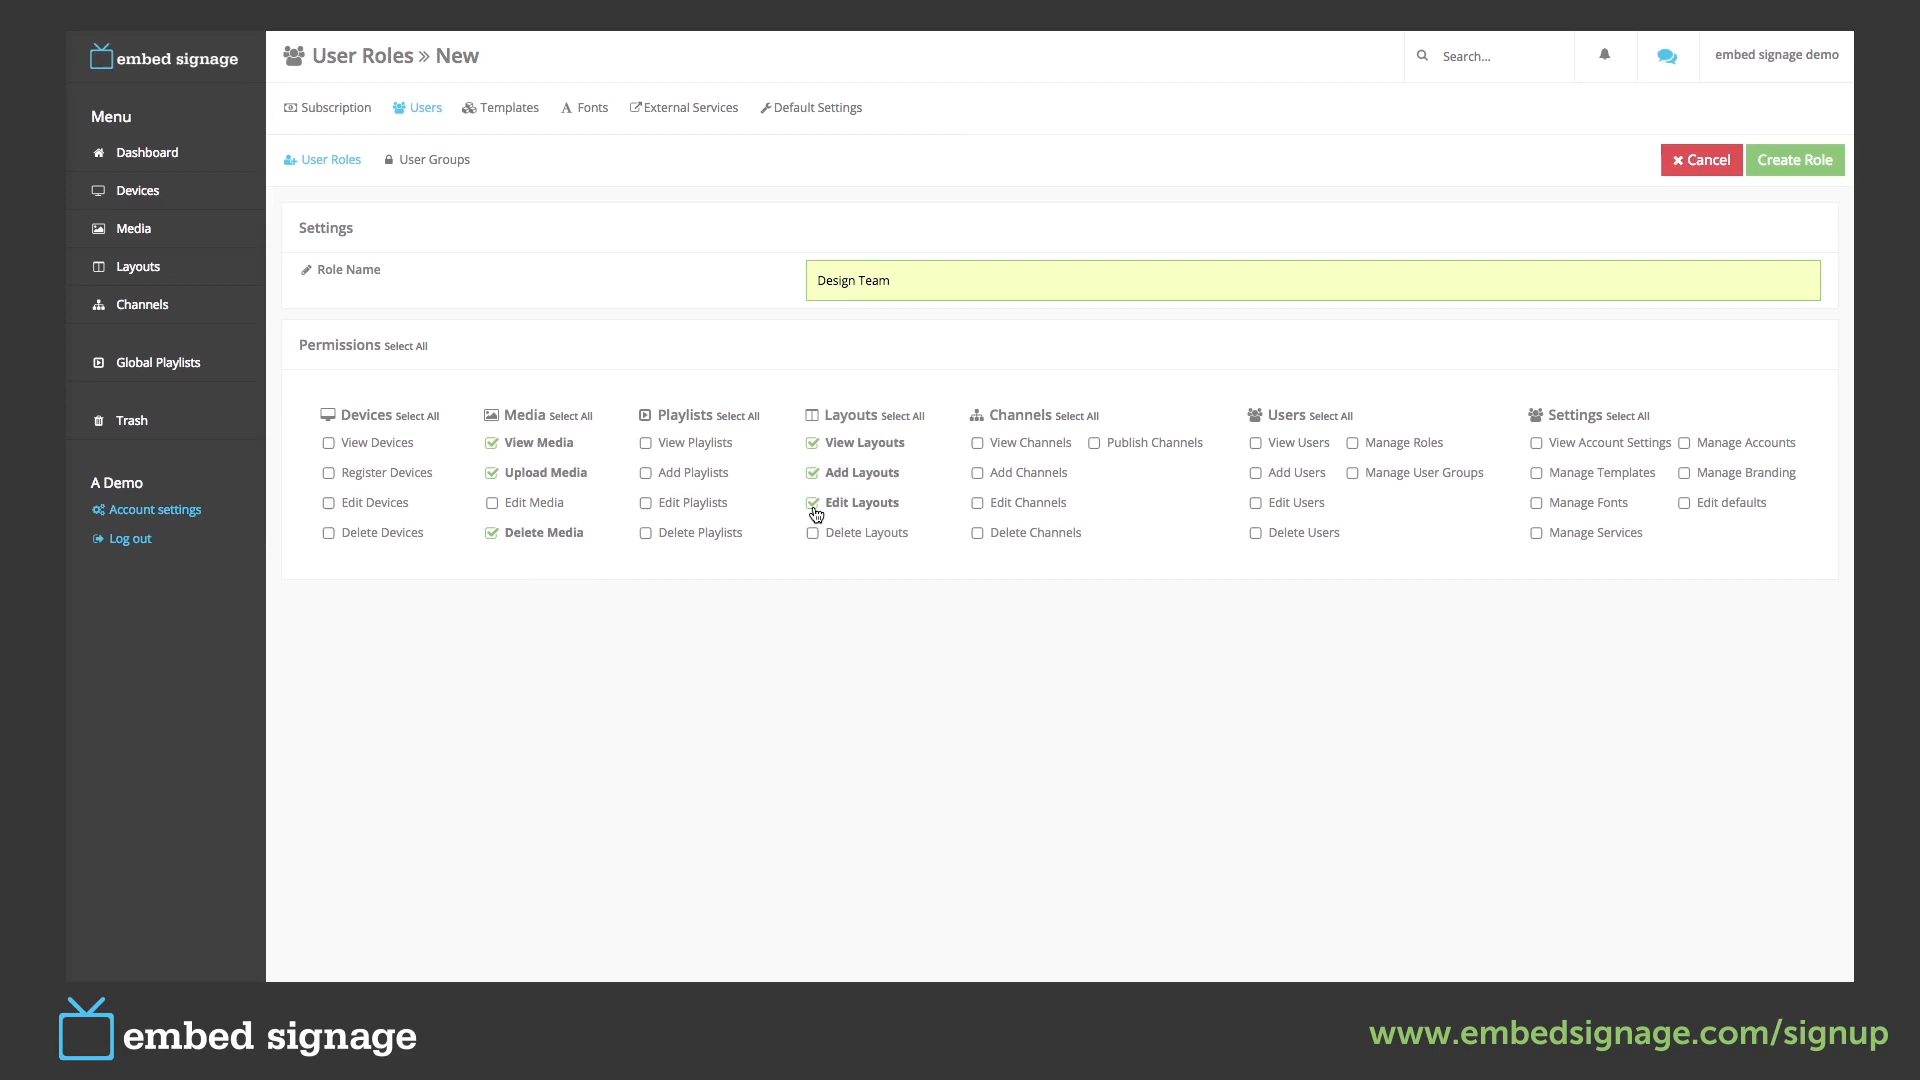 embed signage
User Roles » New
Search...
embed signage demo
Menu
Subscription Users Templates Fonts External Services Default Settings
Dashboard
User Roles User Groups
Cancel Create Role
Devices
Media
Settings
Layouts
Role Name
Design Team
Channels
Permissions Select All
Global Playlists
Trash
Devices Select All Media Select All Playlists Select All Layouts Select All Channels Select All Users Select All Settings Select All
View Devices View Media View Playlists View Layouts View Channels Publish Channels View Users Manage Roles View Account Settings Manage Accounts
Register Devices Upload Media Add Playlists Add Layouts Add Channels Add Users Manage User Groups Manage Templates Manage Branding
Edit Devices Edit Media Edit Playlists Edit Layouts Edit Channels Edit Users Manage Fonts Edit defaults
Delete Devices Delete Media Delete Playlists Delete Layouts Delete Channels Delete Users Manage Services
A Demo
Account settings
Log out
embed signage
www.embedsignage.com/signup